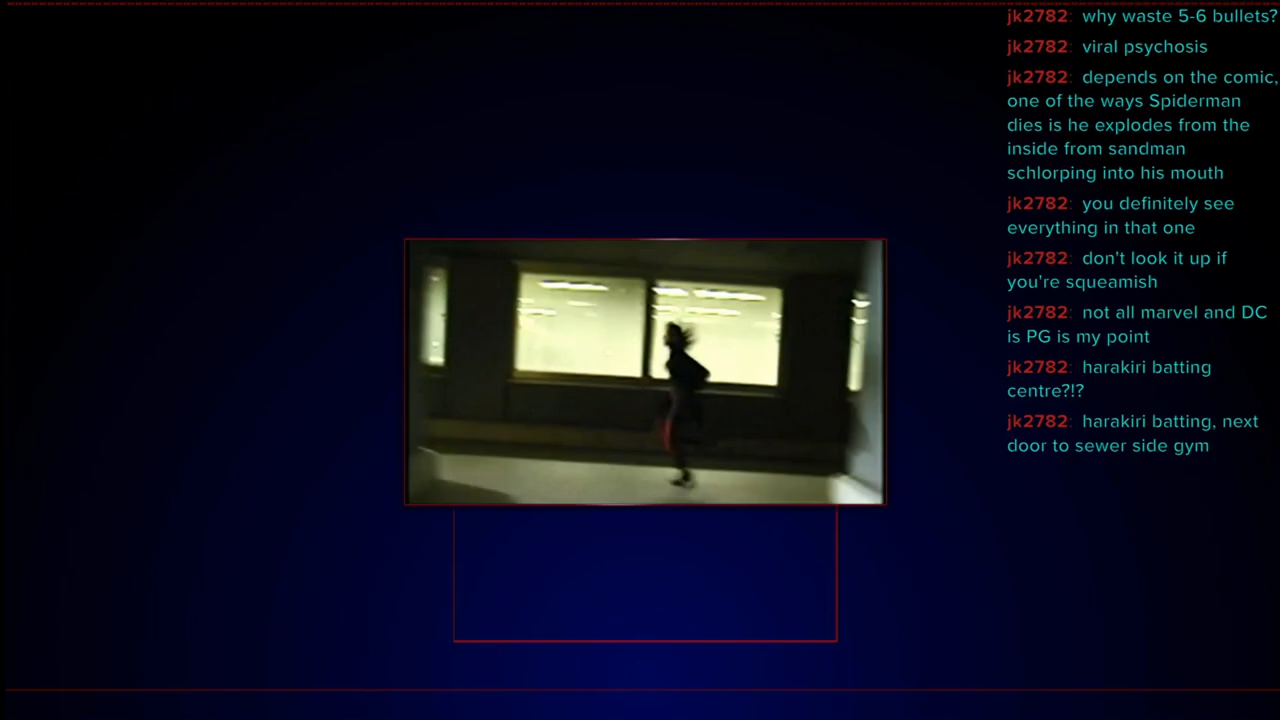 jk2782: why waste 5-6 bullets?
jk2782: viral psychosis
jk2782: depends on the comic,
one of the ways Spiderman
dies is he explodes from the
inside from sandman
schlorping into his mouth
jk2782: you definitely see
everything in that one
jk2782: don't look it up if
you're squeamish
jk2782: not all marvel and DC
is PG is my point
jk2782: harakiri batting
centre?!?
jk2782: harakiri batting, next
door to sewer side gym